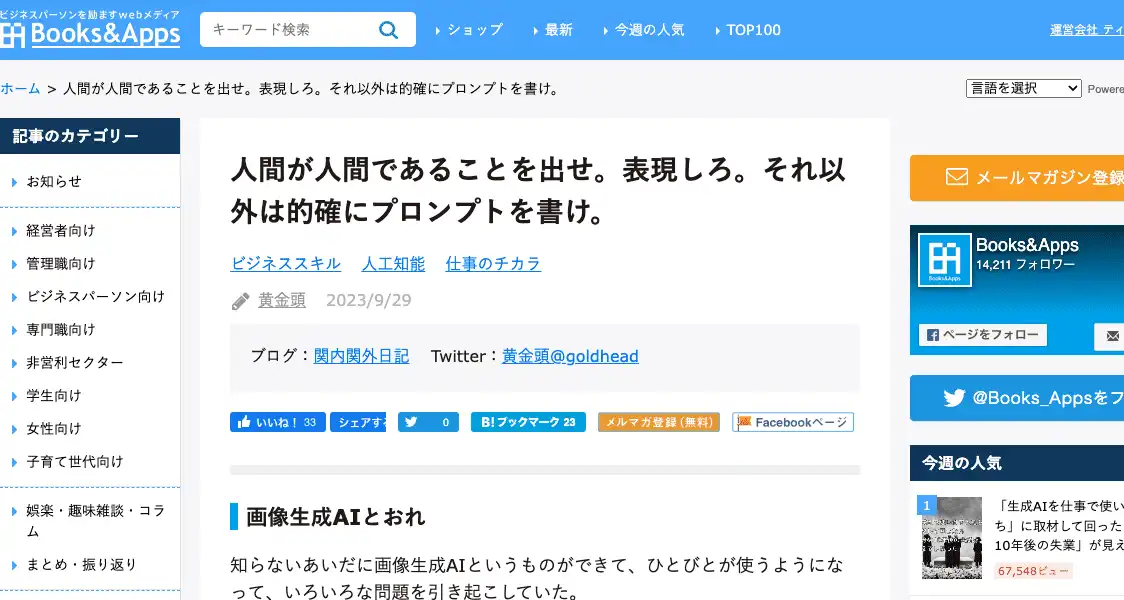 ビジネスパーソンを励ますwebメディア
Books&Apps
キーワード検索
ショップ
最新
今週の人気
TOP100
運営会社 ティ
ホーム > 人間が人間であることを出せ。表現しろ。それ以外は的確にプロンプトを書け。
言語を選択
Powere
記事のカテゴリー
お知らせ
経営者向け
管理職向け
ビジネスパーソン向け
専門職向け
非営利セクター
学生向け
女性向け
子育て世代向け
娯楽・趣味雑談・コラ
ム
まとめ・振り返り
人間が人間であることを出せ。表現しろ。それ以
外は的確にプロンプトを書け。
ビジネススキル 人工知能 仕事のチカラ
黄金頭 2023/9/29
ブログ：関内関外日記 Twitter：黄金頭@goldhead
いいね！ 33
シェアする
0
B!ブックマーク 23
メルマガ登録(無料)
Facebookページ
画像生成AIとおれ
知らないあいだに画像生成AIというものができて、ひとびとが使うようにな
って、いろいろな問題を引き起こしていた。
メールマガジン登録
Books&Apps
Books&Apps
14,211 フォロワー
ページをフォロー
@Books_Appsをフ
今週の人気
1
「生成AIを仕事で使い
ち」に取材して回った
10年後の失業」が見え
67,548ビュー